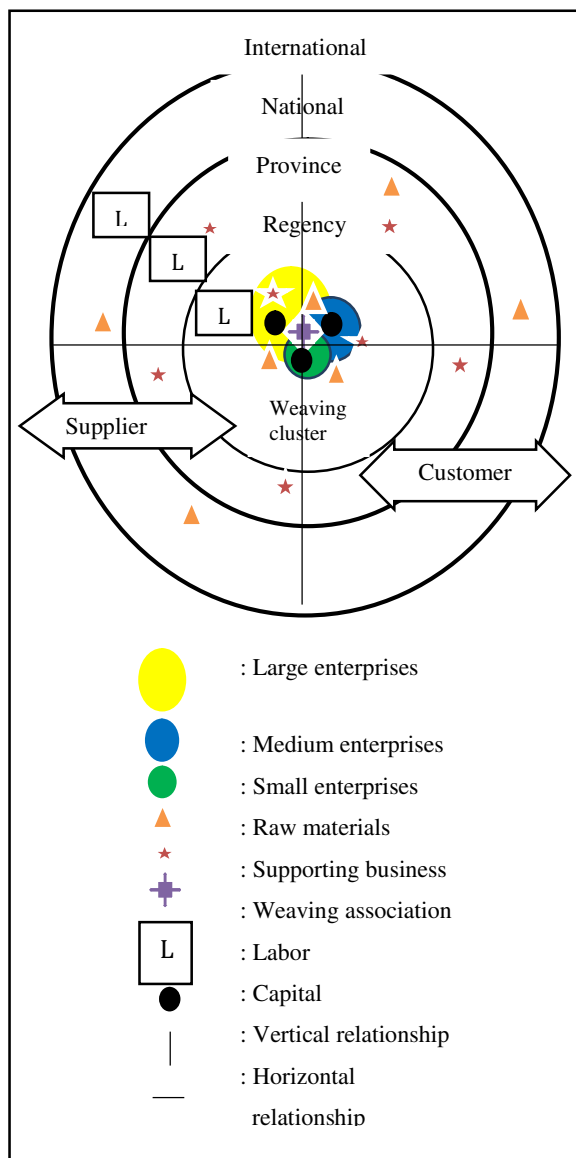 International
National
Province
Regency
L
L
L
Weaving
cluster
Supplier
Customer
: Large enterprises
: Medium enterprises
: Small enterprises
: Raw materials
: Supporting business
: Weaving association
L
: Labor
: Capital
: Vertical relationship
: Horizontal
relationship